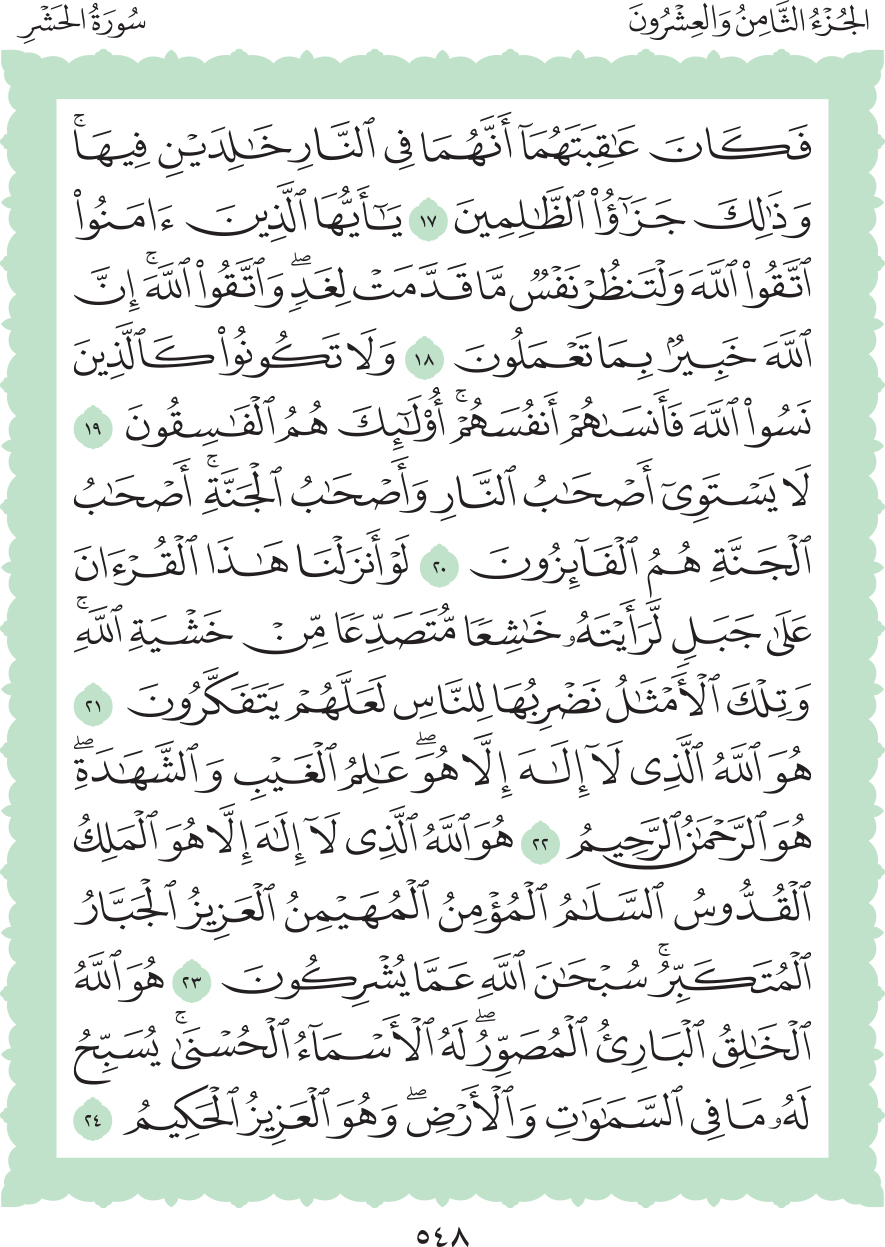 الجُزْءُ الثَّامِنُ وَالعِشْرُونَ
سُورَةُ الحَشْرِ
فَكَانَ عَٰقِبَتَهُمَآ أَنَّهُمَا فِى ٱلنَّارِ خَٰلِدَيْنِ فِيهَاۚ
وَذَٰلِكَ جَزَٰٓؤُا۟ ٱلظَّٰلِمِينَ ١٧ يَٰٓأَيُّهَا ٱلَّذِينَ ءَامَنُوا۟
ٱتَّقُوا۟ ٱللَّهَ وَلْتَنظُرْ نَفْسٌ مَّا قَدَّمَتْ لِغَدٍۖ وَٱتَّقُوا۟ ٱللَّهَۚ إِنَّ
ٱللَّهَ خَبِيرٌۢ بِمَا تَعْمَلُونَ ١٨ وَلَا تَكُونُوا۟ كَٱلَّذِينَ
نَسُوا۟ ٱللَّهَ فَأَنسَىٰهُمْ أَنفُسَهُمْۚ أُو۟لَٰٓئِكَ هُمُ ٱلْفَٰسِقُونَ ١٩
لَا يَسْتَوِىٓ أَصْحَٰبُ ٱلنَّارِ وَأَصْحَٰبُ ٱلْجَنَّةِۚ أَصْحَٰبُ
ٱلْجَنَّةِ هُمُ ٱلْفَآئِزُونَ ٢٠ لَوْ أَنزَلْنَا هَٰذَا ٱلْقُرْءَانَ
عَلَىٰ جَبَلٍ لَّرَأَيْتَهُۥ خَٰشِعًا مُّتَصَدِّعًا مِّنْ خَشْيَةِ ٱللَّهِۚ
وَتِلْكَ ٱلْأَمْثَٰلُ نَضْرِبُهَا لِلنَّاسِ لَعَلَّهُمْ يَتَفَكَّرُونَ ٢١
هُوَ ٱللَّهُ ٱلَّذِى لَآ إِلَٰهَ إِلَّا هُوَۖ عَٰلِمُ ٱلْغَيْبِ وَٱلشَّهَٰدَةِۖ
هُوَ ٱلرَّحْمَٰنُ ٱلرَّحِيمُ ٢٢ هُوَ ٱللَّهُ ٱلَّذِى لَآ إِلَٰهَ إِلَّا هُوَ ٱلْمَلِكُ
ٱلْقُدُّوسُ ٱلسَّلَٰمُ ٱلْمُؤْمِنُ ٱلْمُهَيْمِنُ ٱلْعَزِيزُ ٱلْجَبَّارُ
ٱلْمُتَكَبِّرُۚ سُبْحَٰنَ ٱللَّهِ عَمَّا يُشْرِكُونَ ٢٣ هُوَ ٱللَّهُ
ٱلْخَٰلِقُ ٱلْبَارِئُ ٱلْمُصَوِّرُۖ لَهُ ٱلْأَسْمَآءُ ٱلْحُسْنَىٰۚ يُسَبِّحُ
لَهُۥ مَا فِى ٱلسَّمَٰوَٰتِ وَٱلْأَرْضِۖ وَهُوَ ٱلْعَزِيزُ ٱلْحَكِيمُ ٢٤
٥٤٨